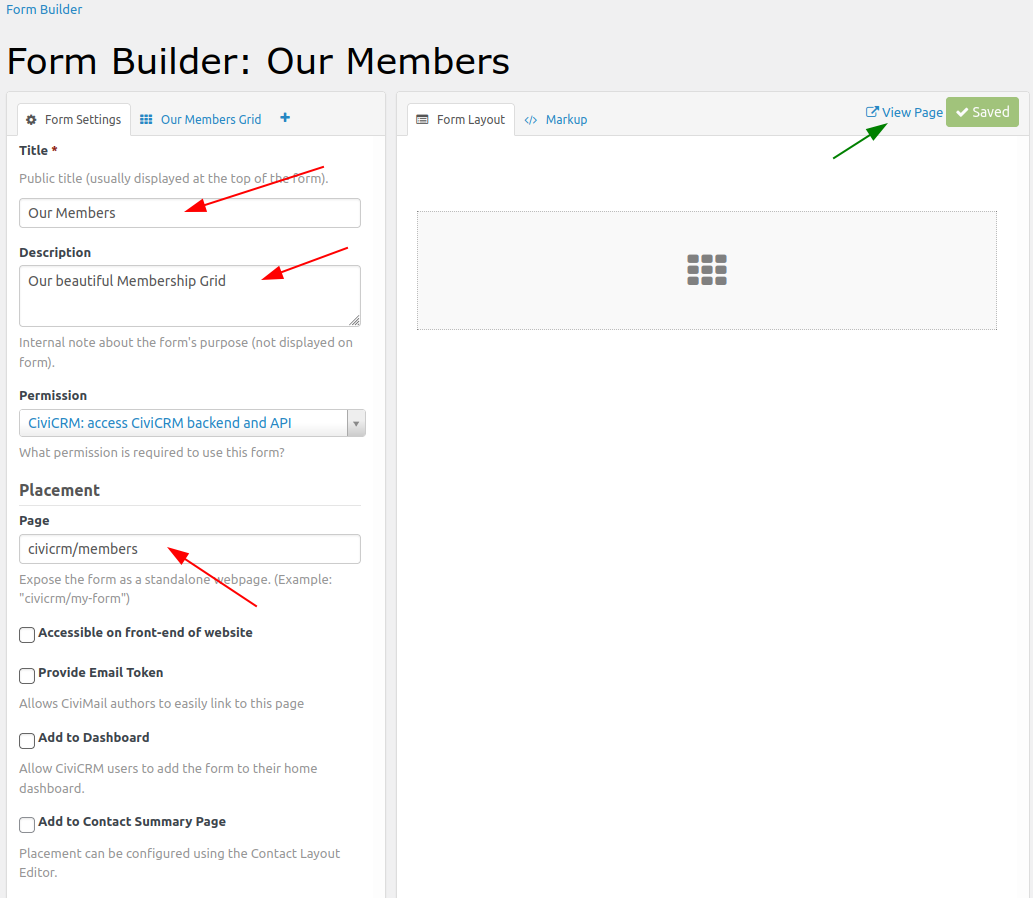 Form Builder
Form Builder: Our Members
Form Settings
Our Members Grid
+
Title *
Public title (usually displayed at the top of the form).
Our Members
Description
Our beautiful Membership Grid
Internal note about the form's purpose (not displayed on
form).
Permission
CiviCRM: access CiviCRM backend and API
What permission is required to use this form?
Placement
Page
civicrm/members
Expose the form as a standalone webpage. (Example:
"civicrm/my-form")
Accessible on front-end of website
Provide Email Token
Allows CiviMail authors to easily link to this page
Add to Dashboard
Allow CiviCRM users to add the form to their home
dashboard.
Add to Contact Summary Page
Placement can be configured using the Contact Layout
Editor.
Form Layout
</> Markup
View Page
Saved